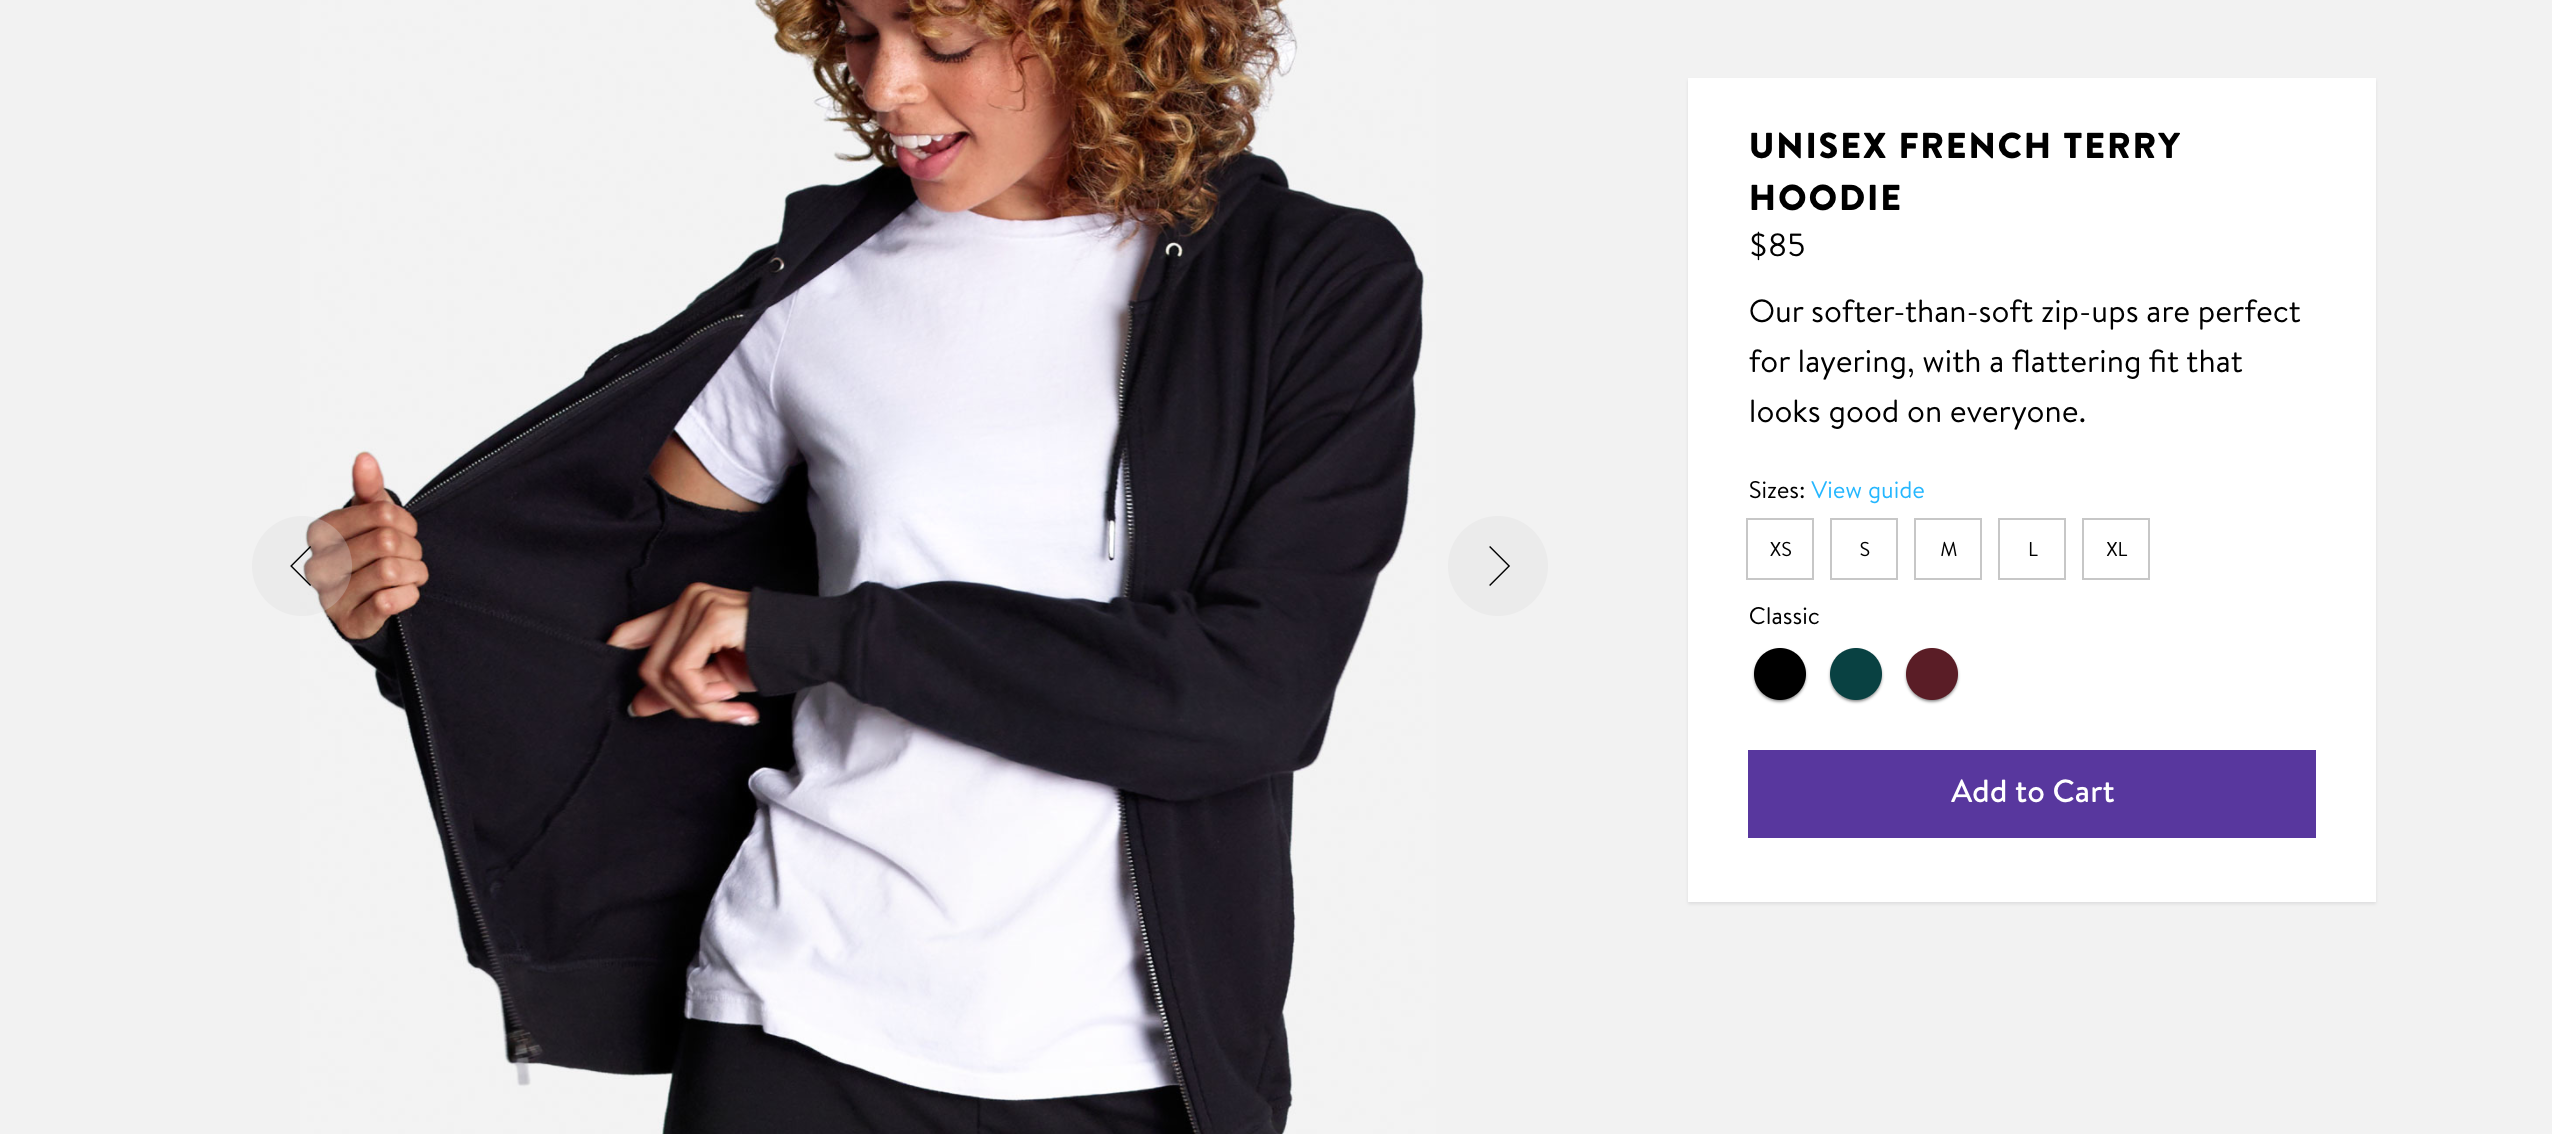 UNISEX FRENCH TERRY
HOODIE
$85
Our softer-than-soft zip-ups are perfect
for layering, with a flattering fit that
looks good on everyone.
Sizes: View guide
XS S M L XL
Classic
Add to Cart